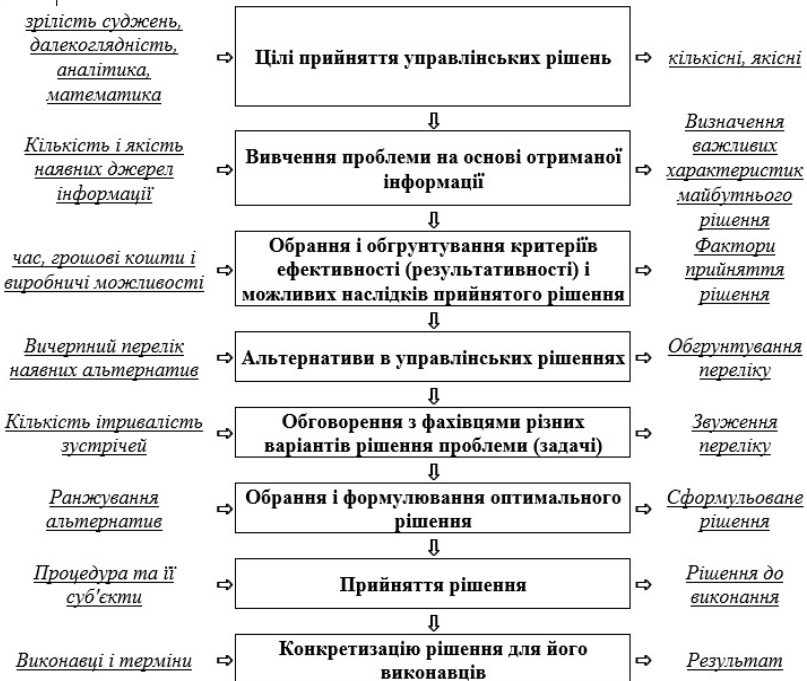 зрілість суджень,
далекоглядність,
аналітика,
математика
Цілі прийняття управлінських рішень
кількісні, якісні
Кількість і якість
наявних джерел
інформації
Вивчення проблеми на основі отриманої
інформації
Визначення
важливих
характеристик
майбутнього
рішення
час, грошові кошти і
виробничі можливості
Обрання і обгрунтування критеріїв
ефективності (результативності) і
можливих наслідків прийнятого рішення
Фактори
прийняття
рішення
Вичерпний перелік
наявних альтернатив
Альтернативи в управлінських рішеннях
Обгрунтування
переліку
Кількість ітривалість
зустрічей
Обговорення з фахівцями різних
варіантів рішення проблеми (задачі)
Звуження
переліку
Ранжування
альтернатив
Обрання і формулювання оптимального
рішення
Сформульоване
рішення
Процедура та її
суб'єкти
Прийняття рішення
Рішення до
виконання
Виконавці і терміни
Конкретизацію рішення для його
виконавців
Результат